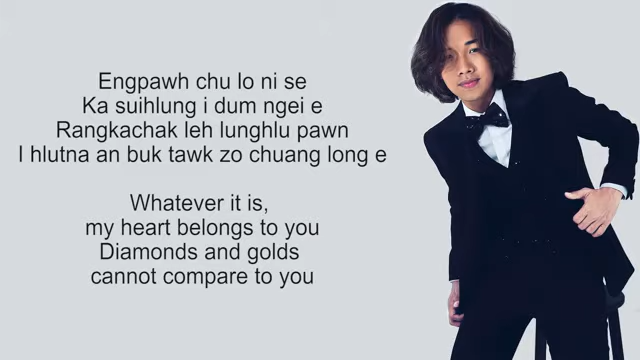 Engpawh chu lo ni se
Ka suihlung i dum ngei e
Rangkachak leh lunghlu pawn
I hlutna an buk tawk zo chuang long e
Whatever it is,
my heart belongs to you
Diamonds and golds
cannot compare to you